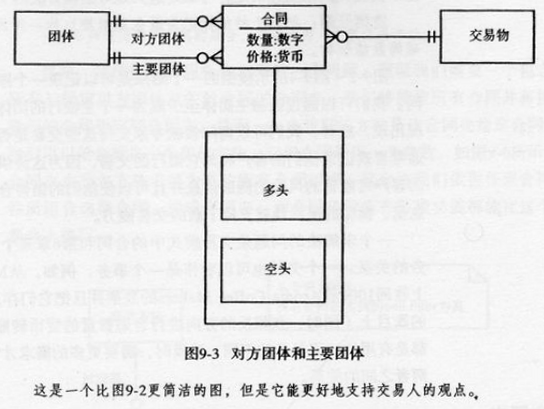 团体
对方团体
主要团体
合同
数量:数字
价格:货币
交易物
多头
空头
图9-3 对方团体和主要团体
这是一个比图9-2更简洁的图，但是它能更好地支持交易人的观点。